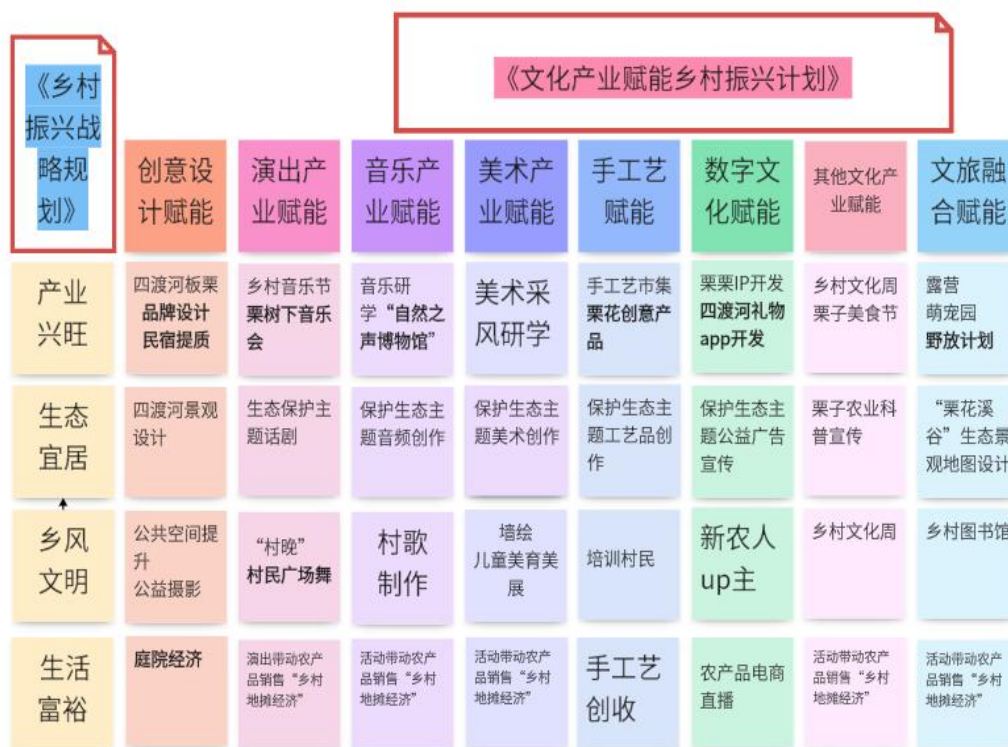 《乡村
振兴战
略规
划》
《文化产业赋能乡村振兴计划》
创意设
计赋能
演出产
业赋能
音乐产
业赋能
美术产
业赋能
手工艺
赋能
数字文
化赋能
其他文化产
业赋能
文旅融
合赋能
产业
兴旺
四渡河板栗
品牌设计
民宿提质
乡村音乐节
栗树下音乐
会
音乐研
学“自然之
声博物馆”
美术采
风研学
手工艺市集
栗花创意产
品
栗栗IP开发
四渡河礼物
app开发
乡村文化周
栗子美食节
露营
萌宠园
野放计划
生态
宜居
四渡河景观
设计
生态保护主
题话剧
保护生态主
题音频创作
保护生态主
题美术创作
保护生态主
题工艺品创
作
保护生态主
题公益广告
宣传
栗子农业科
普宣传
“栗花溪
谷”生态景
观地图设计
乡风
文明
公共空间提
升
公益摄影
“村晚”
村民广场舞
村歌
制作
墙绘
儿童美育美
展
培训村民
新农人
up主
乡村文化周
乡村图书馆
生活
富裕
庭院经济
演出带动农产
品销售“乡村
地摊经济”
活动带动农产
品销售“乡村
地摊经济”
活动带动农产
品销售“乡村
地摊经济”
手工艺
创收
农产品电商
直播
活动带动农产
品销售“乡村
地摊经济”
活动带动农产
品销售“乡村
地摊经济”